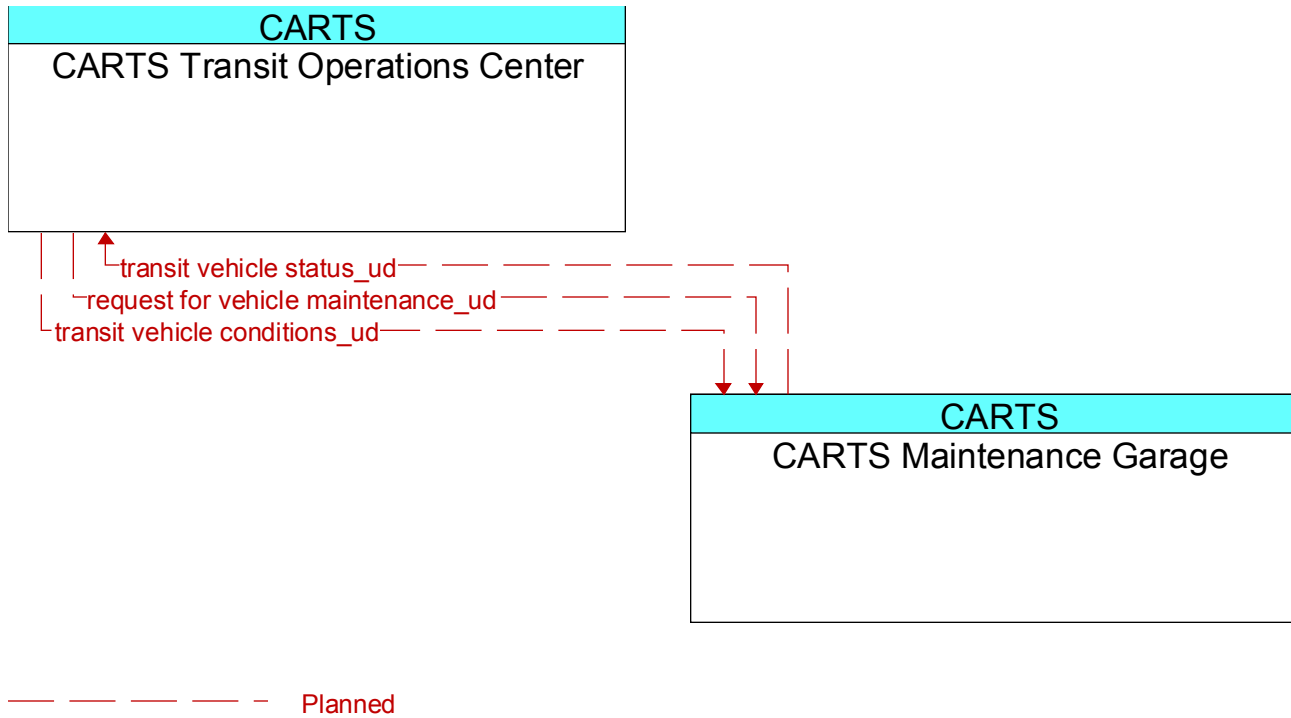 CARTS
CARTS Transit Operations Center
transit vehicle status_ud
request for vehicle maintenance_ud
transit vehicle conditions_ud
CARTS
CARTS Maintenance Garage
Planned